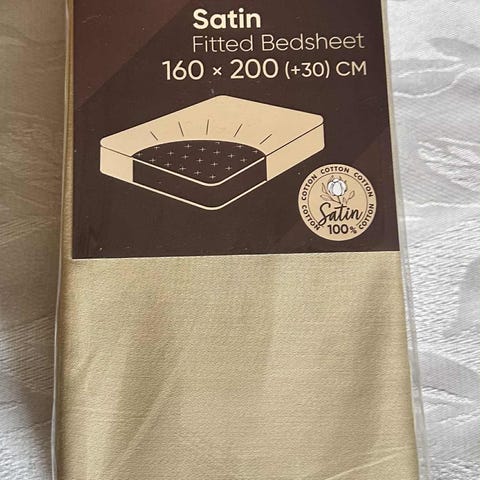 Satin
Fitted Bedsheet
160 × 200 (+30) CM
COTTON COTTON COTTON COTTON COTTON
Satin
100%